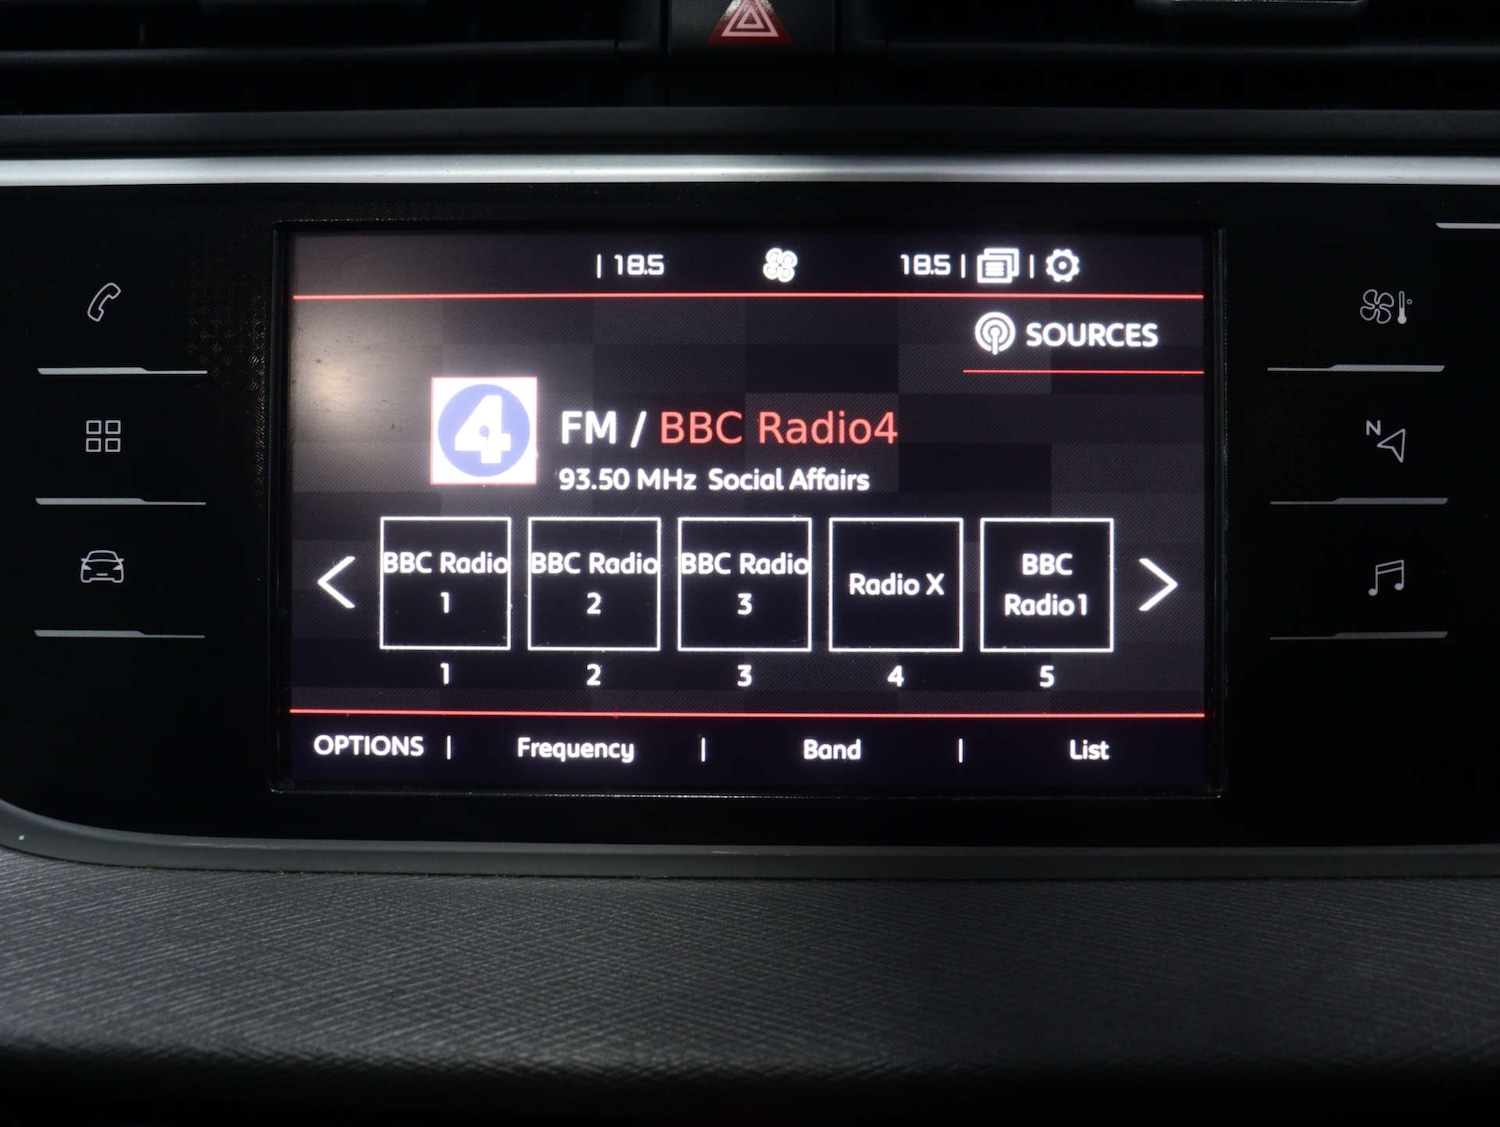 | 18.5 18.5 | |
SOURCES
4 FM / BBC Radio4
93.50 MHz Social Affairs
BBC Radio
1
BBC Radio
2
BBC Radio
3
Radio X
BBC
Radio1
1 2 3 4 5
OPTIONS | Frequency | Band | List
N